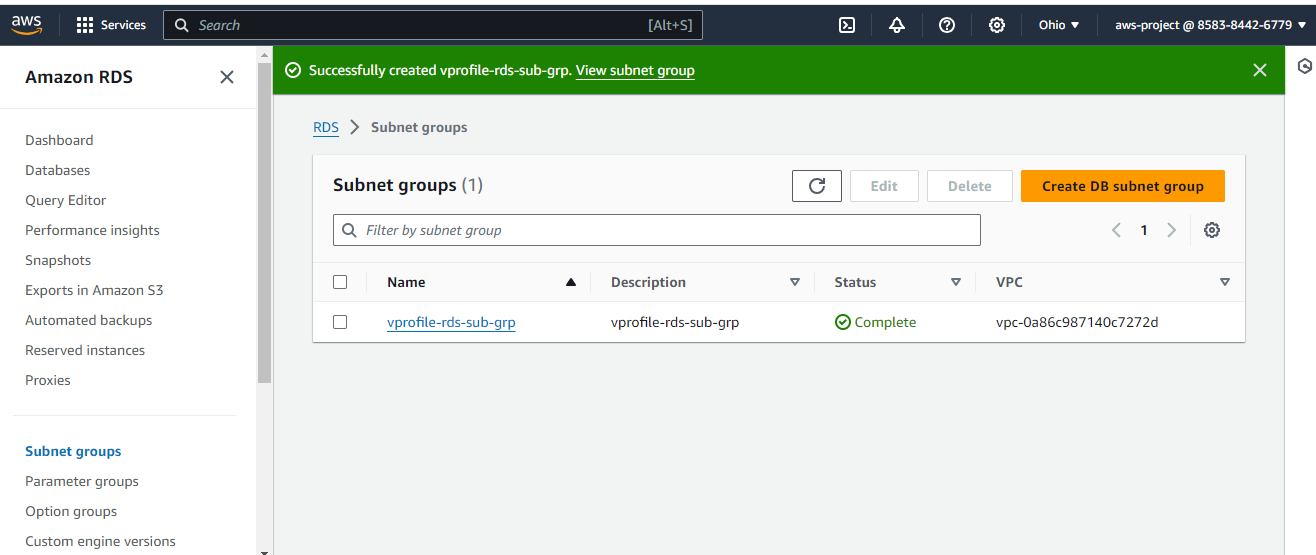 aws Services Search [Alt+S] Ohio aws-project @ 8583-8442-6779
Amazon RDS
Dashboard
Databases
Query Editor
Performance insights
Snapshots
Exports in Amazon S3
Automated backups
Reserved instances
Proxies
Subnet groups
Parameter groups
Option groups
Custom engine versions
Successfully created vprofile-rds-sub-grp. View subnet group
RDS Subnet groups
Subnet groups (1) Edit Delete Create DB subnet group
Filter by subnet group 1
Name Description Status VPC
vprofile-rds-sub-grp vprofile-rds-sub-grp Complete vpc-0a86c987140c7272d